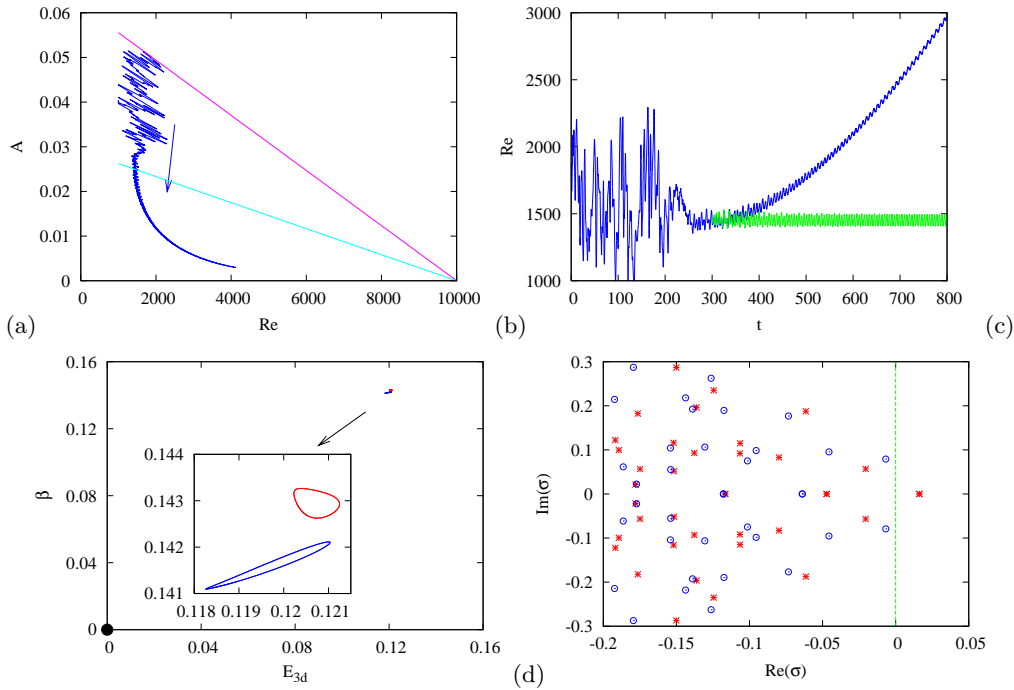 0.06
0.05
0.04
0.03
0.02
0.01
0
A
0 2000 4000 6000 8000 10000
Re
(a)
3000
2500
2000
1500
1000
Re
0 100 200 300 400 500 600 700 800
t
(b)
(c)
0.16
0.12
0.08
0.04
0
β
0 0.04 0.08 0.12 0.16
E3d
0.144
0.143
0.142
0.141
0.118 0.119 0.12 0.121
(d)
0.3
0.2
0.1
0
-0.1
-0.2
-0.3
Im(σ)
-0.2 -0.15 -0.1 -0.05 0 0.05
Re(σ)